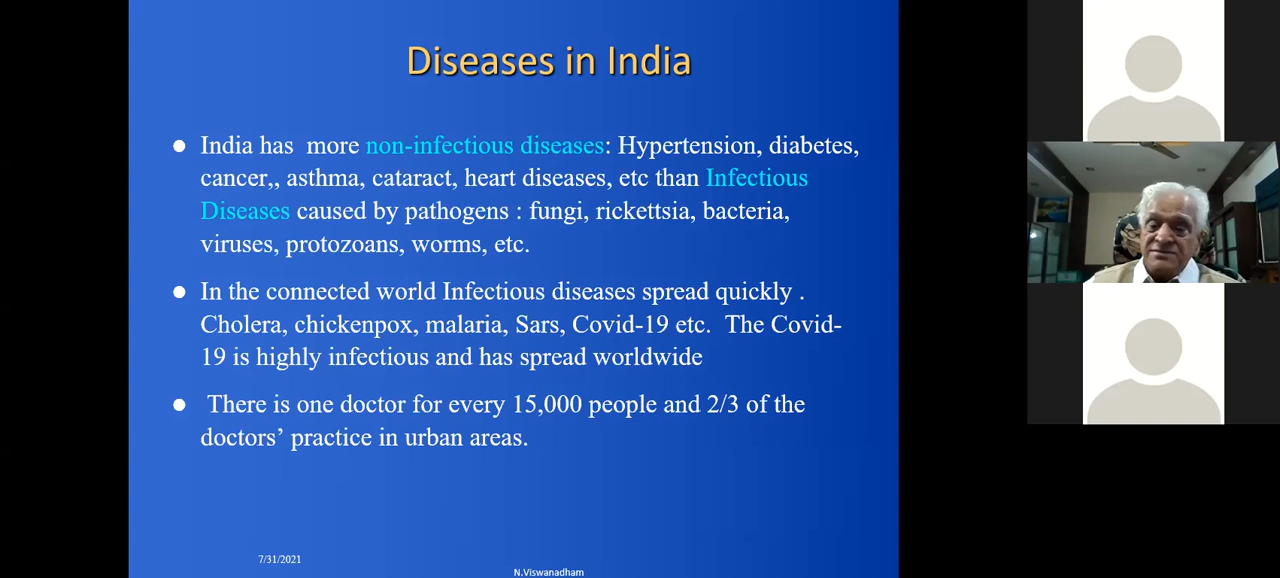 Diseases in India
India has more non-infectious diseases: Hypertension, diabetes,
cancer,, asthma, cataract, heart diseases, etc than Infectious
Diseases caused by pathogens : fungi, rickettsia, bacteria,
viruses, protozoans, worms, etc.
In the connected world Infectious diseases spread quickly .
Cholera, chickenpox, malaria, Sars, Covid-19 etc. The Covid-
19 is highly infectious and has spread worldwide
There is one doctor for every 15,000 people and 2/3 of the
doctors’ practice in urban areas.
7/31/2021
N.Viswanadham